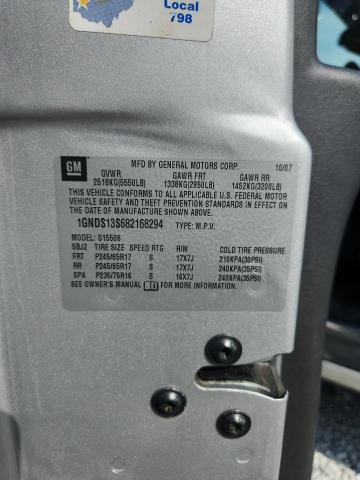 Local
798
GM
MFD BY GENERAL MOTORS CORP. 10/07
GVWR GAWR FRT GAWR RR
2518KG(5550LB) 1338KG(2950LB) 1452KG(3200LB)
THIS VEHICLE CONFORMS TO ALL APPLICABLE U.S. FEDERAL MOTOR
VEHICLE SAFETY AND THEFT PREVENTION STANDARDS IN EFFECT ON
THE DATE OF MANUFACTURE SHOWN ABOVE.
1GNDS13S682168294 TYPE: M.P.V.
MODEL: S15506
SBJ2 TIRE SIZE SPEED RTG RIM COLD TIRE PRESSURE
FRT P245/65R17 S 17X7J 210KPA(30PSI)
RR P245/65R17 S 17X7J 240KPA(35PSI)
SPA P235/75R16 S 16X7J 240KPA(35PSI)
SEE OWNER'S MANUAL FOR MORE INFORMATION.